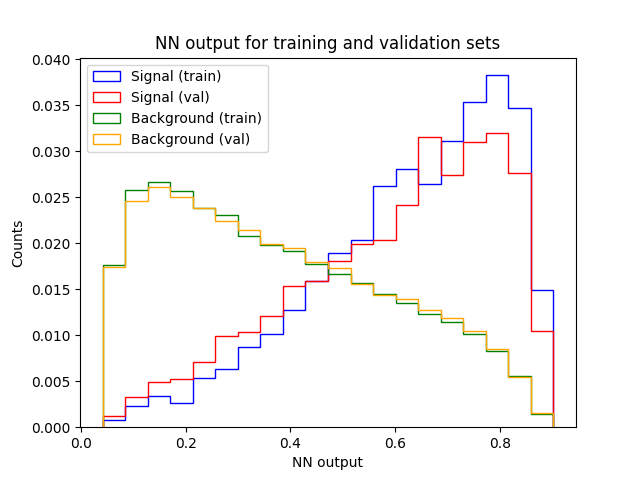 NN output for training and validation sets
Signal (train)
Signal (val)
Background (train)
Background (val)
Counts
0.040
0.035
0.030
0.025
0.020
0.015
0.010
0.005
0.000
0.0 0.2 0.4 0.6 0.8
NN output